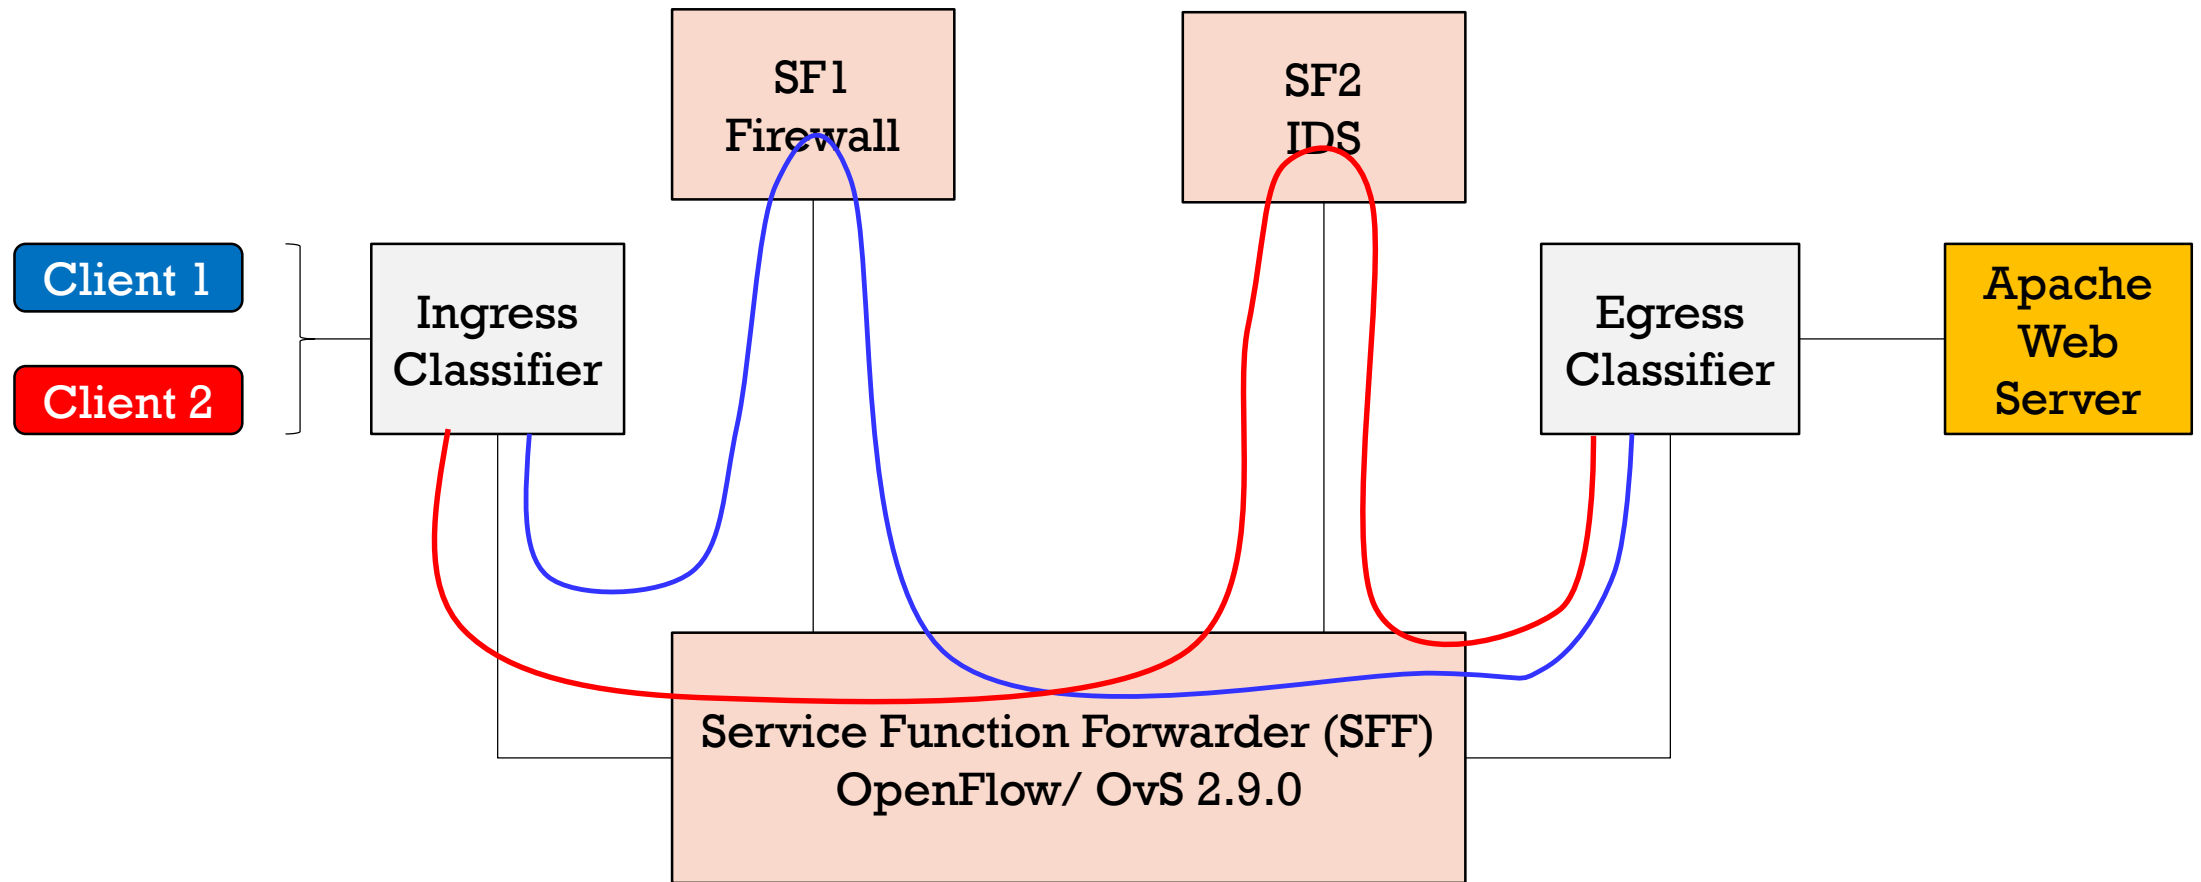 SF1
Firewall
SF2
IDS
Client 1
Client 2
Ingress
Classifier
Egress
Classifier
Apache
Web
Server
Service Function Forwarder (SFF)
OpenFlow/ OvS 2.9.0